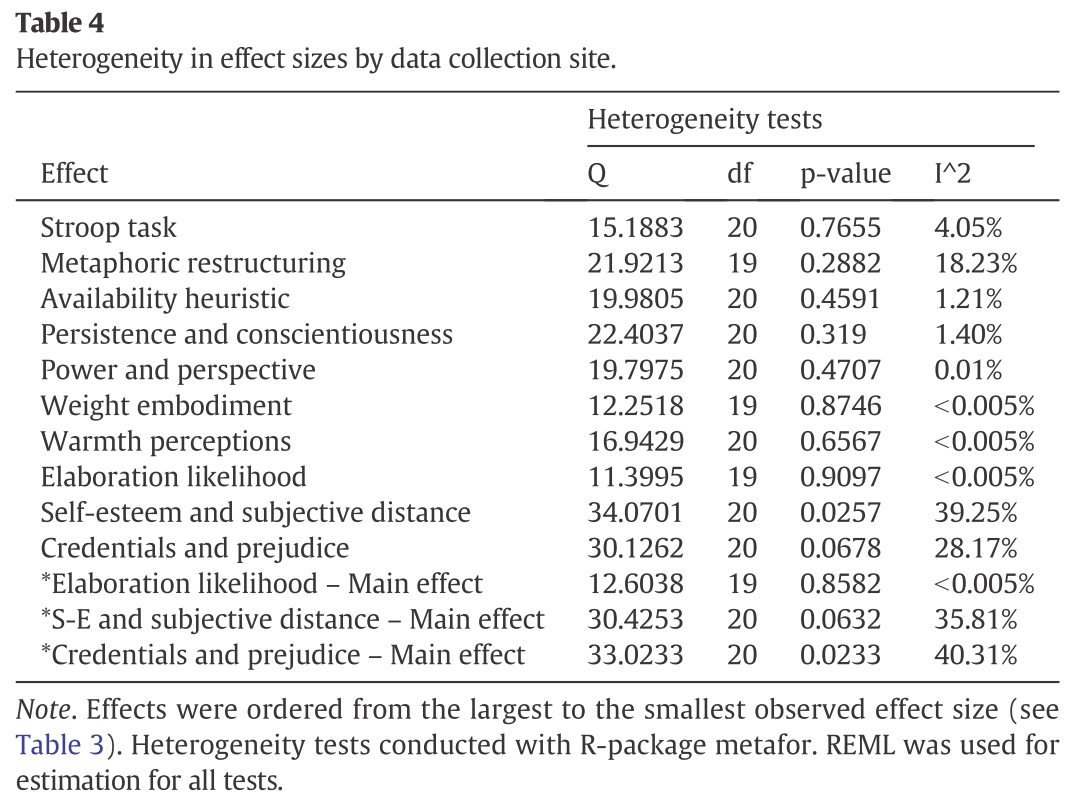 Table 4
Heterogeneity in effect sizes by data collection site.
Heterogeneity tests
Effect Q df p-value I^2
Stroop task 15.1883 20 0.7655 4.05%
Metaphoric restructuring 21.9213 19 0.2882 18.23%
Availability heuristic 19.9805 20 0.4591 1.21%
Persistence and conscientiousness 22.4037 20 0.319 1.40%
Power and perspective 19.7975 20 0.4707 0.01%
Weight embodiment 12.2518 19 0.8746 <0.005%
Warmth perceptions 16.9429 20 0.6567 <0.005%
Elaboration likelihood 11.3995 19 0.9097 <0.005%
Self-esteem and subjective distance 34.0701 20 0.0257 39.25%
Credentials and prejudice 30.1262 20 0.0678 28.17%
*Elaboration likelihood – Main effect 12.6038 19 0.8582 <0.005%
*S-E and subjective distance – Main effect 30.4253 20 0.0632 35.81%
*Credentials and prejudice – Main effect 33.0233 20 0.0233 40.31%
Note. Effects were ordered from the largest to the smallest observed effect size (see
Table 3). Heterogeneity tests conducted with R-package metafor. REML was used for
estimation for all tests.